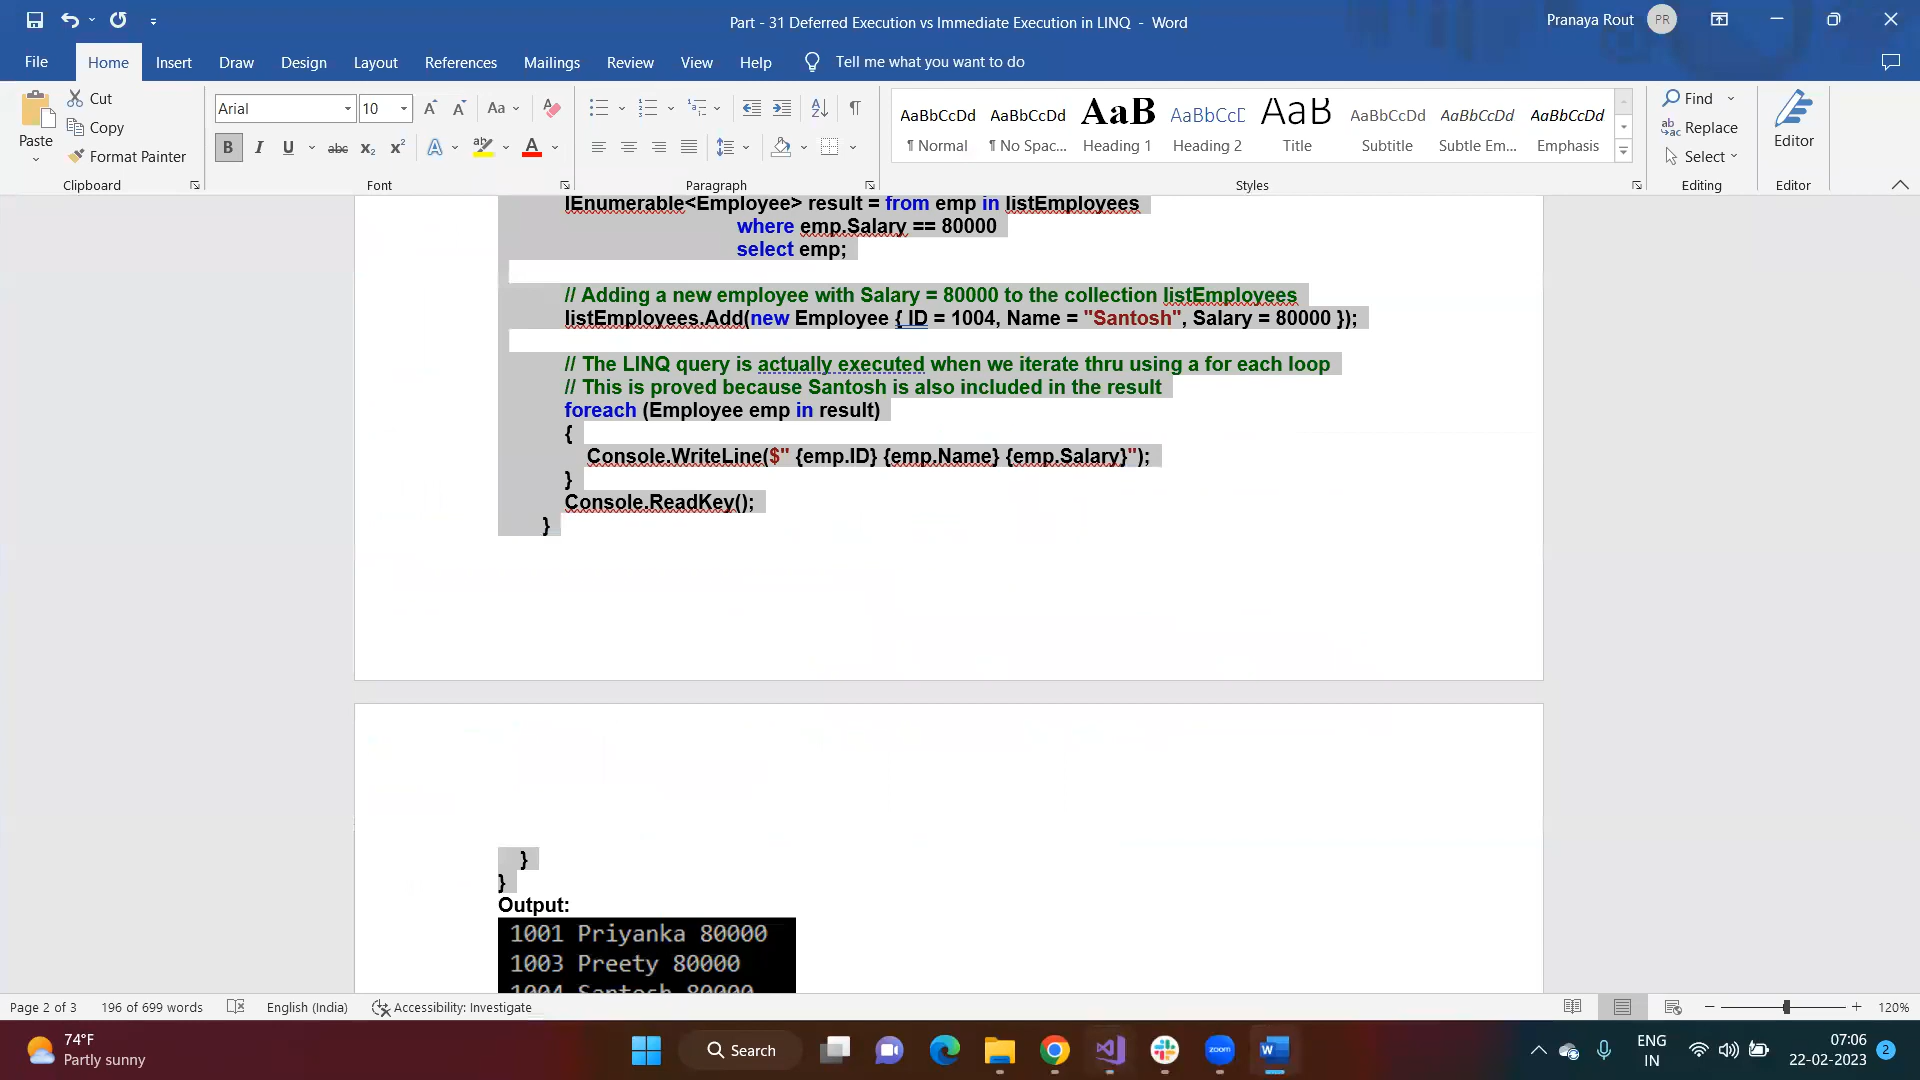 Part - 31 Deferred Execution vs Immediate Execution in LINQ - Word
Pranaya Rout PR
File Home Insert Draw Design Layout References Mailings Review View Help Tell me what you want to do
Paste
Cut
Copy
Format Painter
Clipboard
Arial 10
Font
Paragraph
AaBbCcDd AaBbCcDd AaB AaBbCcD AaB AaBbCcDd AaBbCcDd AaBbCcDd
¶ Normal ¶ No Spac... Heading 1 Heading 2 Title Subtitle Subtle Em... Emphasis
Styles
Find
Replace
Select
Editing
Editor
Editor
IEnumerable<Employee> result = from emp in listEmployees
where emp.Salary == 80000
select emp;
// Adding a new employee with Salary = 80000 to the collection listEmployees
listEmployees.Add(new Employee { ID = 1004, Name = "Santosh", Salary = 80000 });
// The LINQ query is actually executed when we iterate thru using a for each loop
// This is proved because Santosh is also included in the result
foreach (Employee emp in result)
{
Console.WriteLine($" {emp.ID} {emp.Name} {emp.Salary}");
}
Console.ReadKey();
}
}
}
Output:
1001 Priyanka 80000
1003 Preety 80000
1004 Santosh 80000
Page 2 of 3 196 of 699 words English (India) Accessibility: Investigate 120%
74°F
Partly sunny
Search
zoom
ENG
IN
07:06
22-02-2023
2